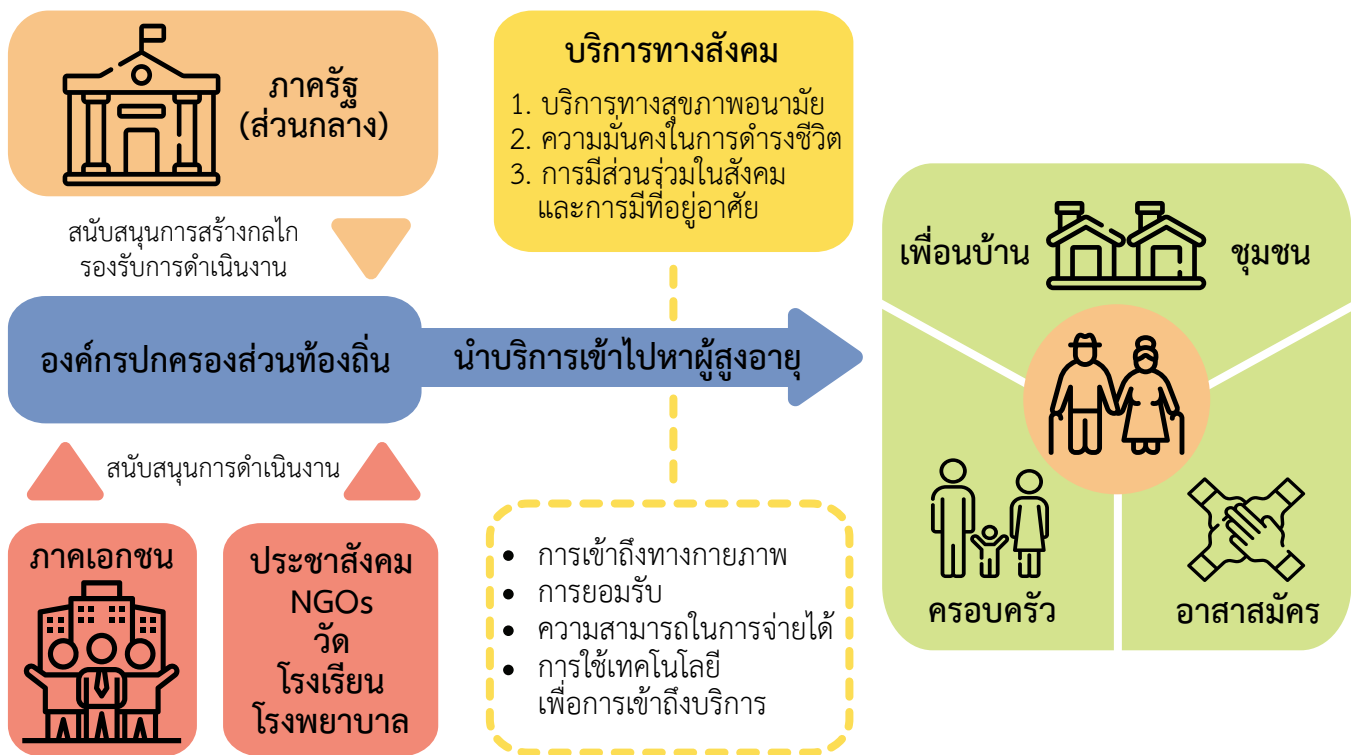 ภาครัฐ
(ส่วนกลาง)
สนับสนุนการสร้างกลไก
รองรับการดำเนินงาน
องค์กรปกครองส่วนท้องถิ่น
นำบริการเข้าไปหาผู้สูงอายุ
สนับสนุนการดำเนินงาน
ภาคเอกชน
ประชาสังคม
NGOs
วัด
โรงเรียน
โรงพยาบาล
บริการทางสังคม
1. บริการทางสุขภาพอนามัย
2. ความมั่นคงในการดำรงชีวิต
3. การมีส่วนร่วมในสังคม
และการมีที่อยู่อาศัย
• การเข้าถึงทางกายภาพ
• การยอมรับ
• ความสามารถในการจ่ายได้
• การใช้เทคโนโลยี
เพื่อการเข้าถึงบริการ
เพื่อนบ้าน
ชุมชน
ครอบครัว
อาสาสมัคร